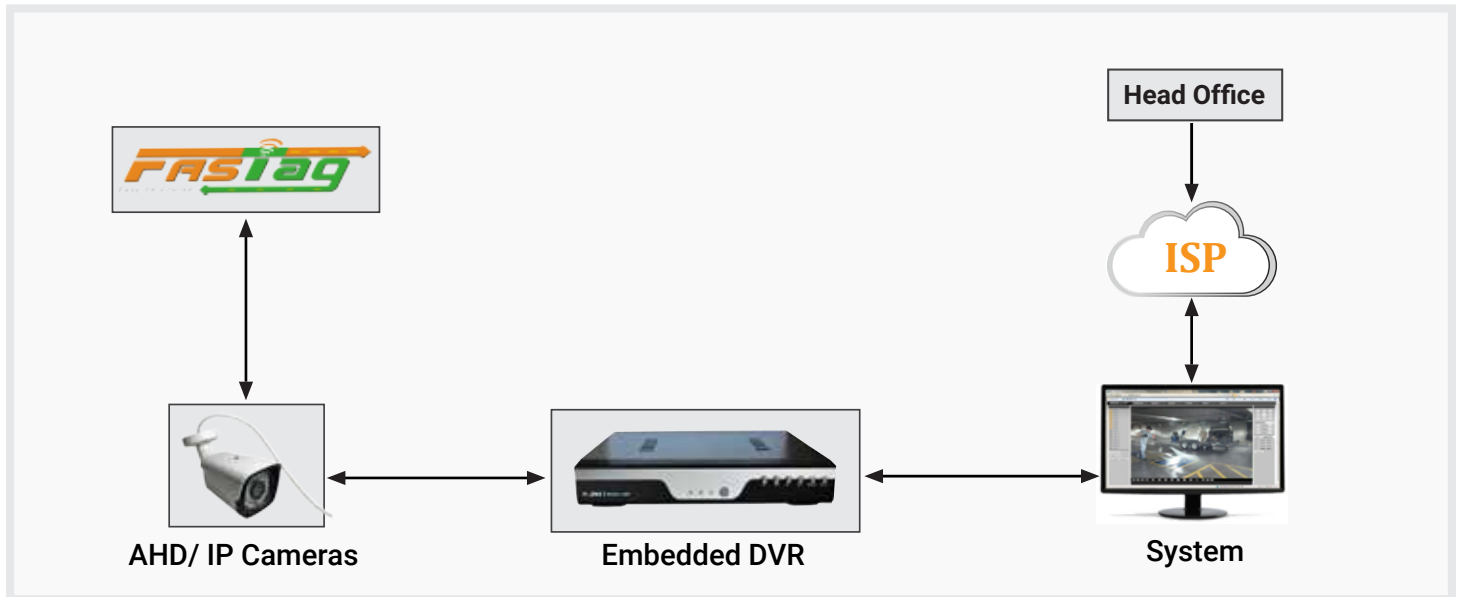 Head Office
FASTag
ISP
AHD/ IP Cameras
Embedded DVR
System